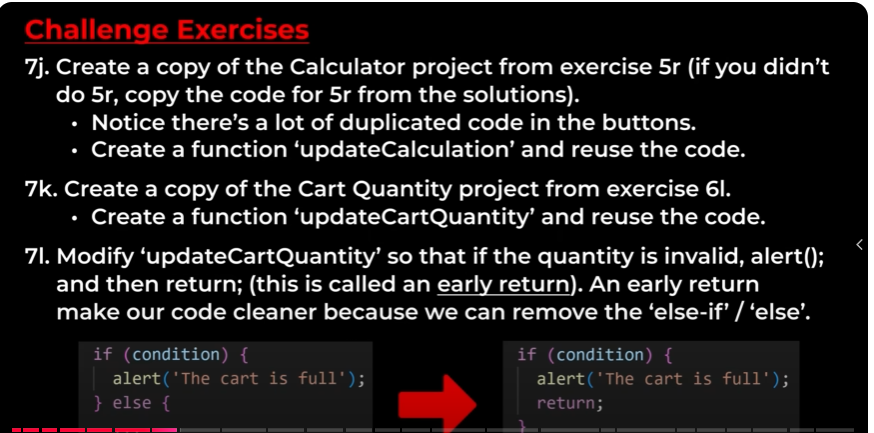 Challenge Exercises
7j. Create a copy of the Calculator project from exercise 5r (if you didn’t
do 5r, copy the code for 5r from the solutions).
• Notice there’s a lot of duplicated code in the buttons.
• Create a function ‘updateCalculation’ and reuse the code.
7k. Create a copy of the Cart Quantity project from exercise 6l.
• Create a function ‘updateCartQuantity’ and reuse the code.
7l. Modify ‘updateCartQuantity’ so that if the quantity is invalid, alert();
and then return; (this is called an early return). An early return
make our code cleaner because we can remove the ‘else-if’ / ‘else’.
if (condition) {
alert('The cart is full');
} else {
if (condition) {
alert('The cart is full');
return;
}